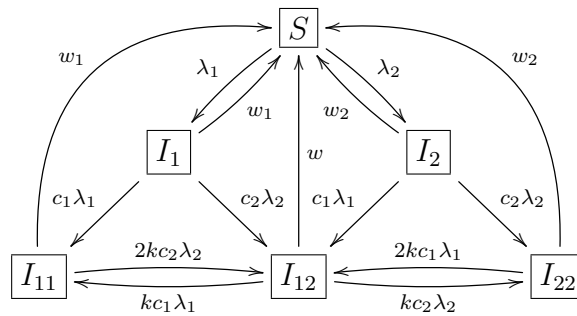 S
w₁ λ₁ λ₂ w₂
w₁ w₂
w
I₁ I₂
c₁λ₁ c₂λ₂ c₁λ₁ c₂λ₂
2kc₂λ₂ 2kc₁λ₁
I₁₁ I₁₂ I₂₂
kc₁λ₁ kc₂λ₂